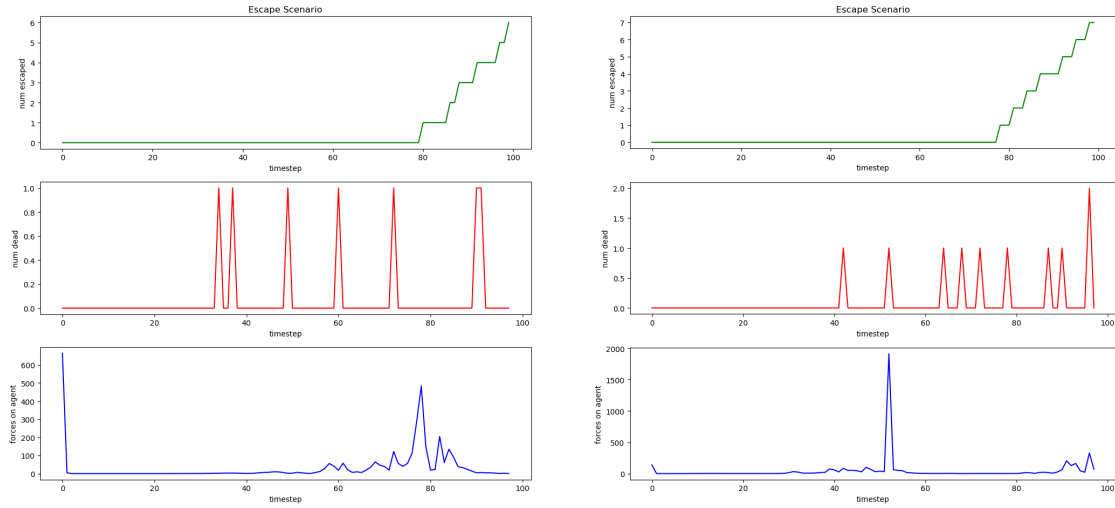 Escape Scenario
num escaped
6
5
4
3
2
1
0
0 20 40 60 80 100
timestep
num dead
1.0
0.8
0.6
0.4
0.2
0.0
0 20 40 60 80 100
timestep
forces on agent
600
500
400
300
200
100
0
0 20 40 60 80 100
timestep
Escape Scenario
num escaped
7
6
5
4
3
2
1
0
0 20 40 60 80 100
timestep
num dead
2.0
1.5
1.0
0.5
0.0
0 20 40 60 80 100
timestep
forces on agent
2000
1500
1000
500
0
0 20 40 60 80 100
timestep